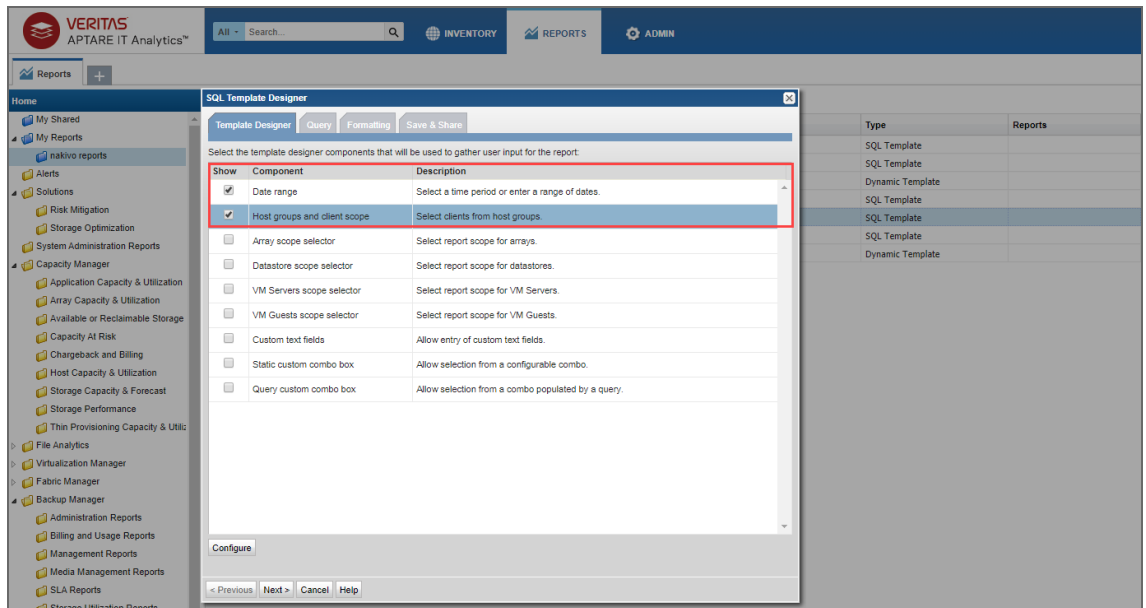 VERITAS
APTARE IT Analytics™
All
Search...
INVENTORY
REPORTS
ADMIN
Reports
+
Home
My Shared
My Reports
nakivo reports
Alerts
Solutions
Risk Mitigation
Storage Optimization
System Administration Reports
Capacity Manager
Application Capacity & Utilization
Array Capacity & Utilization
Available or Reclaimable Storage
Capacity At Risk
Chargeback and Billing
Host Capacity & Utilization
Storage Capacity & Forecast
Storage Performance
Thin Provisioning Capacity & Utiliz
File Analytics
Virtualization Manager
Fabric Manager
Backup Manager
Administration Reports
Billing and Usage Reports
Management Reports
Media Management Reports
SLA Reports
Storage Utilization Reports
SQL Template Designer
Template Designer Query Formatting Save & Share
Select the template designer components that will be used to gather user input for the report:
Show Component Description
Date range Select a time period or enter a range of dates.
Host groups and client scope Select clients from host groups.
Array scope selector Select report scope for arrays.
Datastore scope selector Select report scope for datastores.
VM Servers scope selector Select report scope for VM Servers.
VM Guests scope selector Select report scope for VM Guests.
Custom text fields Allow entry of custom text fields.
Static custom combo box Allow selection from a configurable combo.
Query custom combo box Allow selection from a combo populated by a query.
Configure
< Previous Next > Cancel Help
Type Reports
SQL Template
SQL Template
Dynamic Template
SQL Template
SQL Template
SQL Template
Dynamic Template